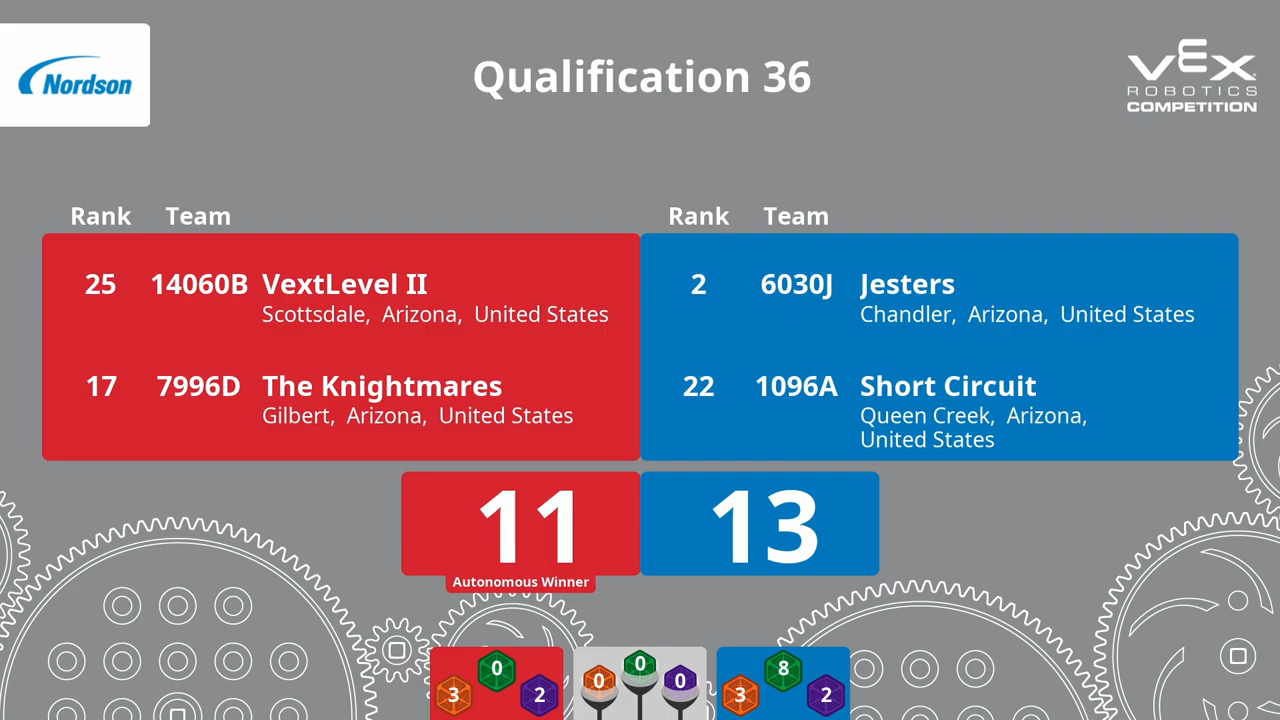 Nordson
Qualification 36
VEX
ROBOTICS
COMPETITION
Rank Team
25 14060B VextLevel II
Scottsdale, Arizona, United States
17 7996D The Knightmares
Gilbert, Arizona, United States
Rank Team
2 6030J Jesters
Chandler, Arizona, United States
22 1096A Short Circuit
Queen Creek, Arizona,
United States
11 13
Autonomous Winner
3 0 2
0 0 0
3 8 2